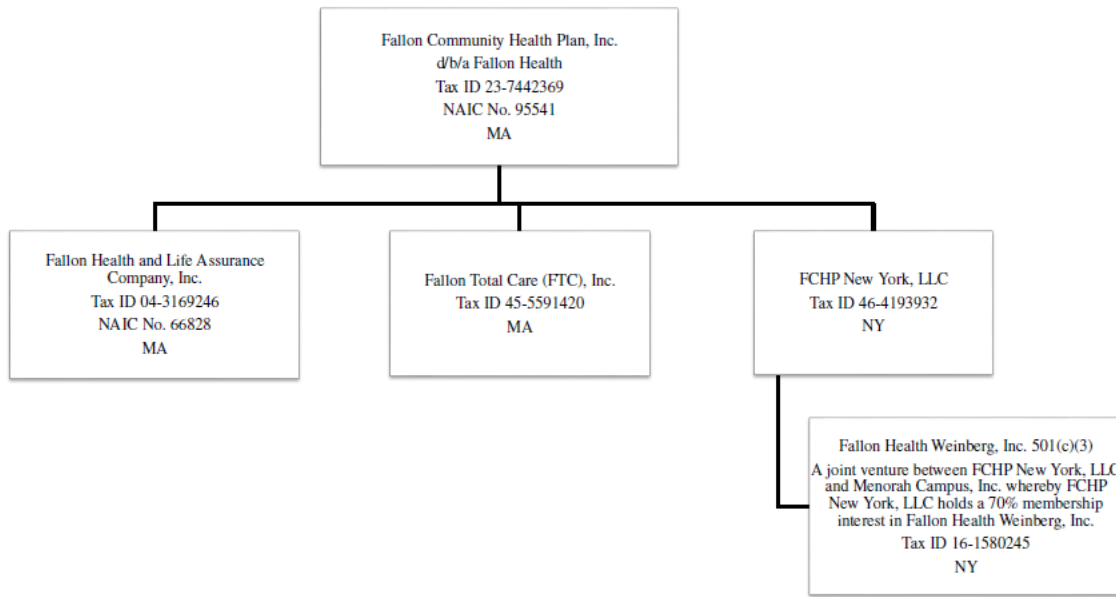 Fallon Community Health Plan, Inc.
d/b/a Fallon Health
Tax ID 23-7442369
NAIC No. 95541
MA
Fallon Health and Life Assurance
Company, Inc.
Tax ID 04-3169246
NAIC No. 66828
MA
Fallon Total Care (FTC), Inc.
Tax ID 45-5591420
MA
FCHP New York, LLC
Tax ID 46-4193932
NY
Fallon Health Weinberg, Inc. 501(c)(3)
A joint venture between FCHP New York, LLC
and Menorah Campus, Inc. whereby FCHP
New York, LLC holds a 70% membership
interest in Fallon Health Weinberg, Inc.
Tax ID 16-1580245
NY